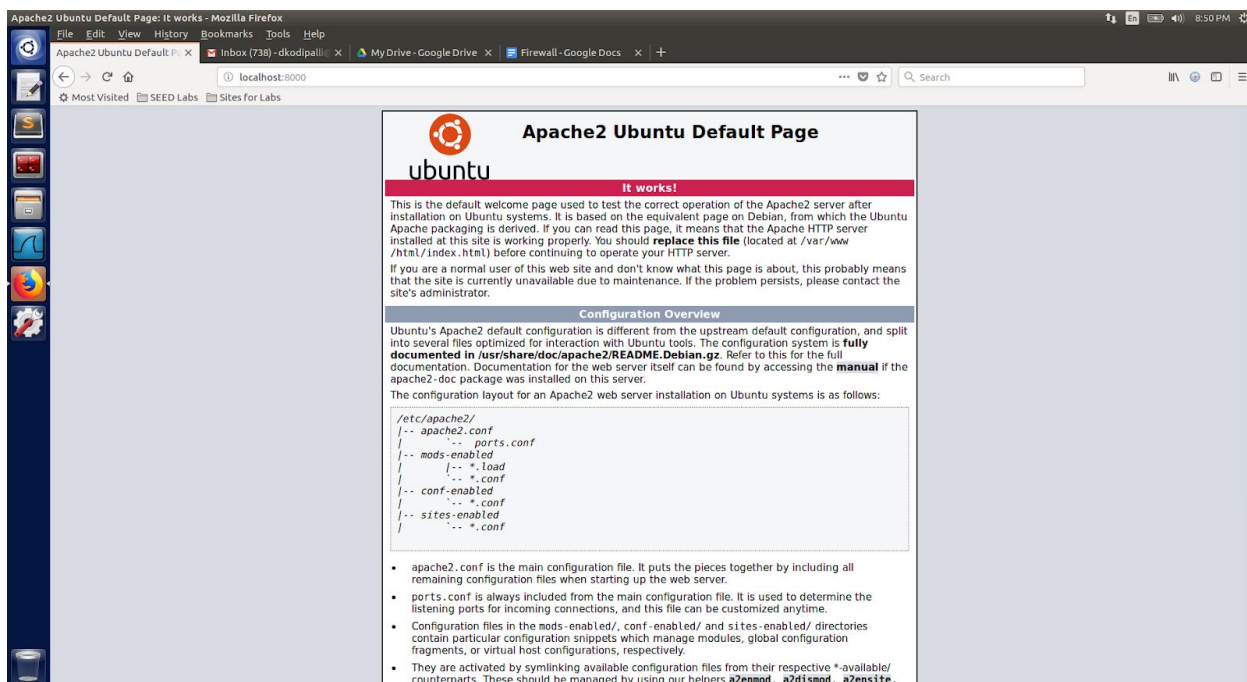 Apache2 Ubuntu Default Page: It works - Mozilla Firefox
En 8:50 PM
File Edit View History Bookmarks Tools Help
Apache2 Ubuntu Default P
Inbox (738) - dkodipalli
My Drive - Google Drive
Firewall - Google Docs
localhost:8000
Search
Most Visited SEED Labs Sites for Labs
ubuntu
Apache2 Ubuntu Default Page
It works!
This is the default welcome page used to test the correct operation of the Apache2 server after
installation on Ubuntu systems. It is based on the equivalent page on Debian, from which the Ubuntu
Apache packaging is derived. If you can read this page, it means that the Apache HTTP server
installed at this site is working properly. You should replace this file (located at /var/www
/html/index.html) before continuing to operate your HTTP server.
If you are a normal user of this web site and don't know what this page is about, this probably means
that the site is currently unavailable due to maintenance. If the problem persists, please contact the
site's administrator.
Configuration Overview
Ubuntu's Apache2 default configuration is different from the upstream default configuration, and split
into several files optimized for interaction with Ubuntu tools. The configuration system is fully
documented in /usr/share/doc/apache2/README.Debian.gz. Refer to this for the full
documentation. Documentation for the web server itself can be found by accessing the manual if the
apache2-doc package was installed on this server.
The configuration layout for an Apache2 web server installation on Ubuntu systems is as follows:
/etc/apache2/
|-- apache2.conf
|       `--  ports.conf
|-- mods-enabled
|       |-- *.load
|       `-- *.conf
|-- conf-enabled
|       `-- *.conf
|-- sites-enabled
|       `-- *.conf
• apache2.conf is the main configuration file. It puts the pieces together by including all
remaining configuration files when starting up the web server.
• ports.conf is always included from the main configuration file. It is used to determine the
listening ports for incoming connections, and this file can be customized anytime.
• Configuration files in the mods-enabled/, conf-enabled/ and sites-enabled/ directories
contain particular configuration snippets which manage modules, global configuration
fragments, or virtual host configurations, respectively.
• They are activated by symlinking available configuration files from their respective *-available/
counterparts. These should be managed by using our helpers a2enmod, a2dismod, a2ensite,